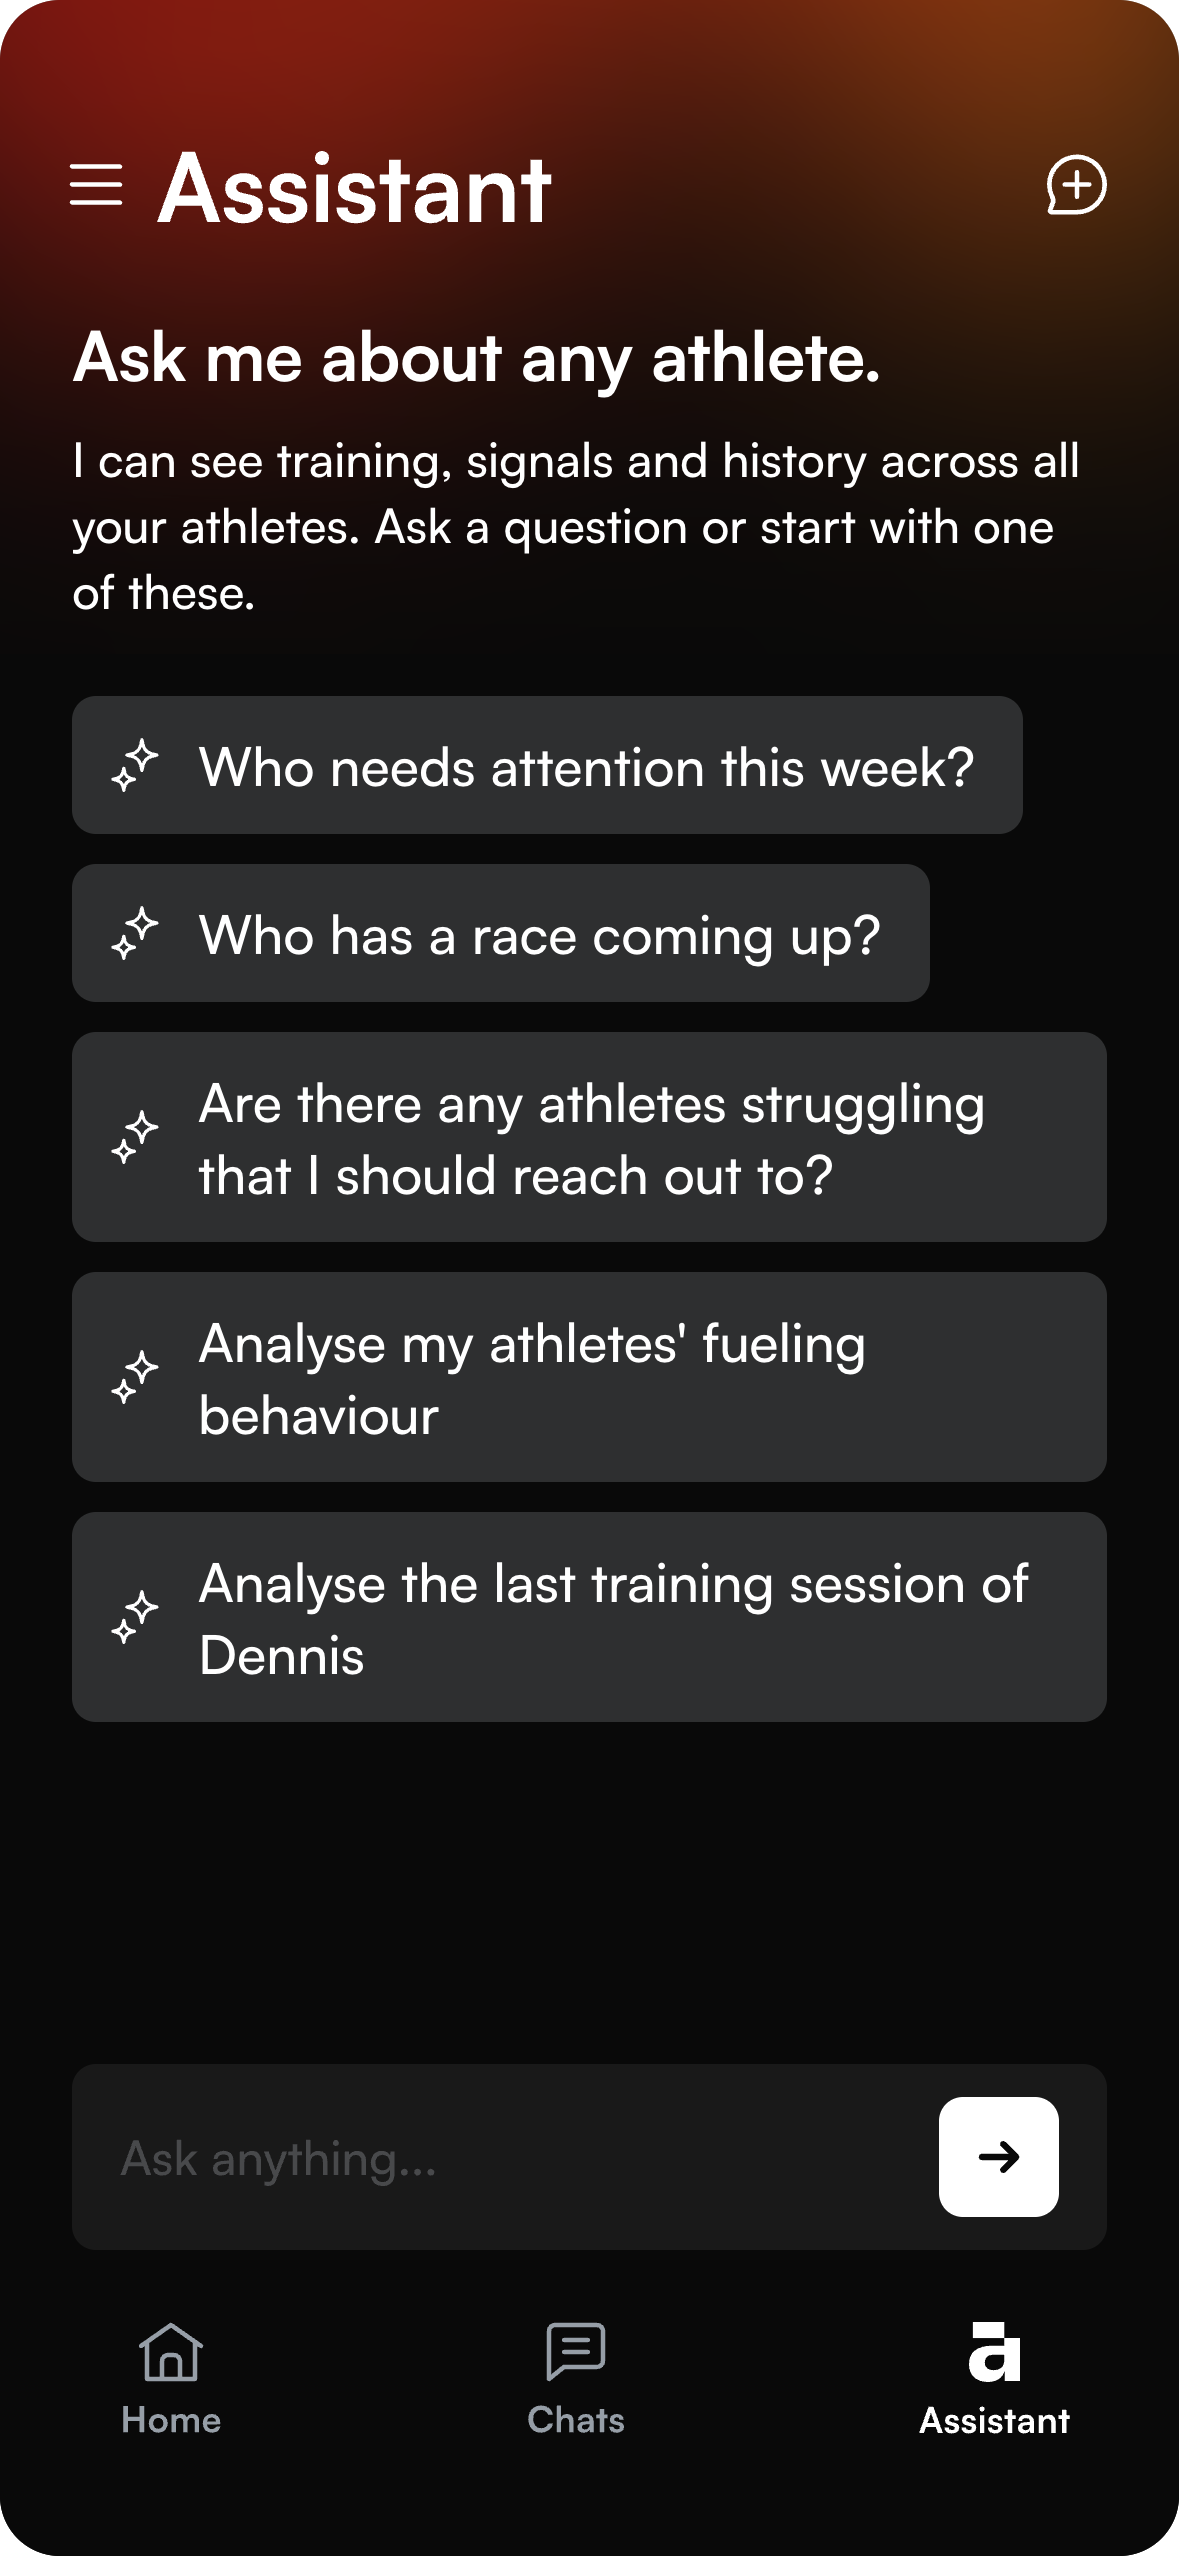 Assistant
Ask me about any athlete.
I can see training, signals and history across all
your athletes. Ask a question or start with one
of these.
Who needs attention this week?
Who has a race coming up?
Are there any athletes struggling
that I should reach out to?
Analyse my athletes' fueling
behaviour
Analyse the last training session of
Dennis
Ask anything...
Home
Chats
Assistant